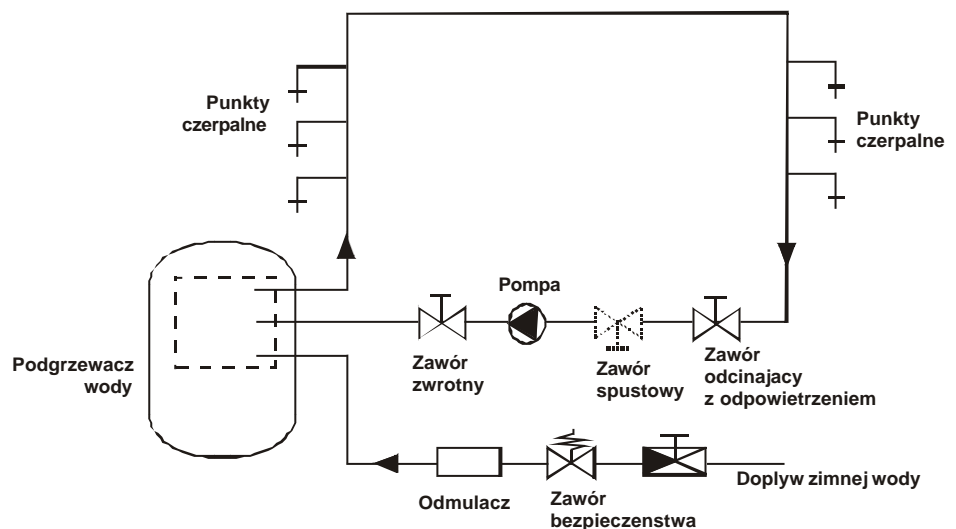 Punkty
czerpalne
Punkty
czerpalne
Pompa
Podgrzewacz
wody
Zawór
zwrotny
Zawór
spustowy
Zawór
odcinajacy
z odpowietrzeniem
Odmulacz
Zawór
bezpieczenstwa
Doplyw zimnej wody